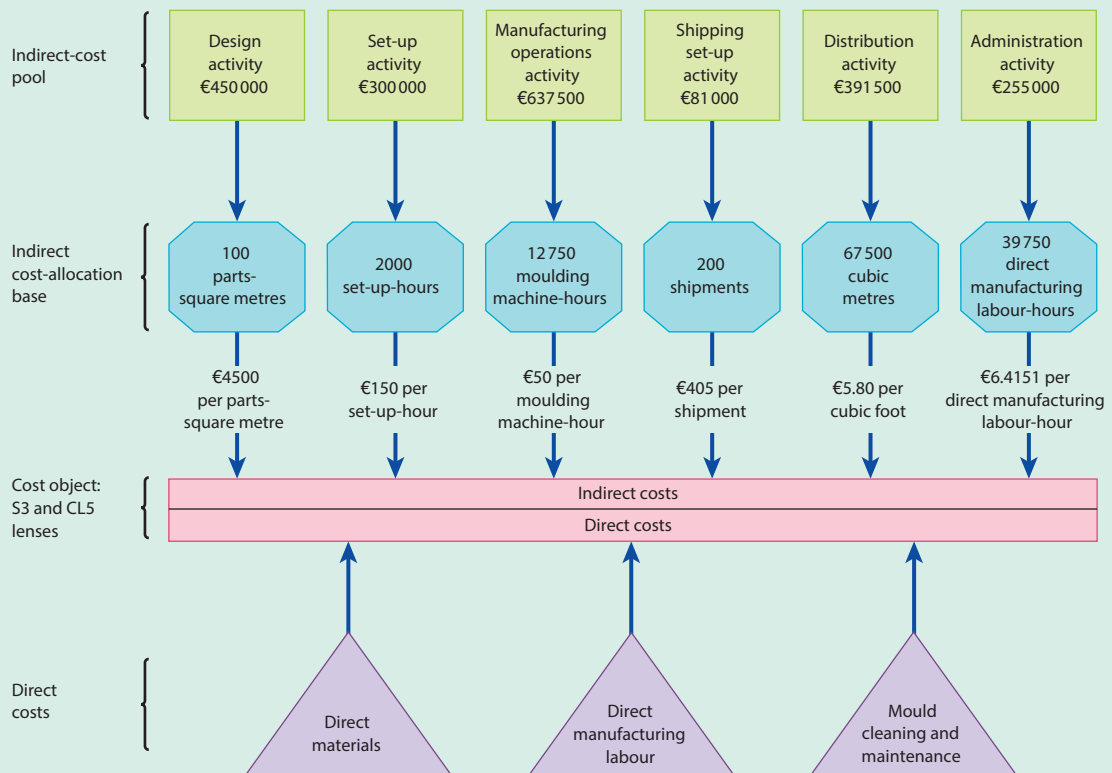 Indirect-cost
pool
Design
activity
€450 000
Set-up
activity
€300 000
Manufacturing
operations
activity
€637 500
Shipping
set-up
activity
€81 000
Distribution
activity
€391 500
Administration
activity
€255 000
Indirect
cost-allocation
base
100
parts-
square metres
2000
set-up-hours
12 750
moulding
machine-hours
200
shipments
67 500
cubic
metres
39 750
direct
manufacturing
labour-hours
€4500
per parts-
square metre
€150 per
set-up-hour
€50 per
moulding
machine-hour
€405 per
shipment
€5.80 per
cubic foot
€6.4151 per
direct manufacturing
labour-hour
Cost object:
S3 and CL5
lenses
Indirect costs
Direct costs
Direct
costs
Direct
materials
Direct
manufacturing
labour
Mould
cleaning and
maintenance